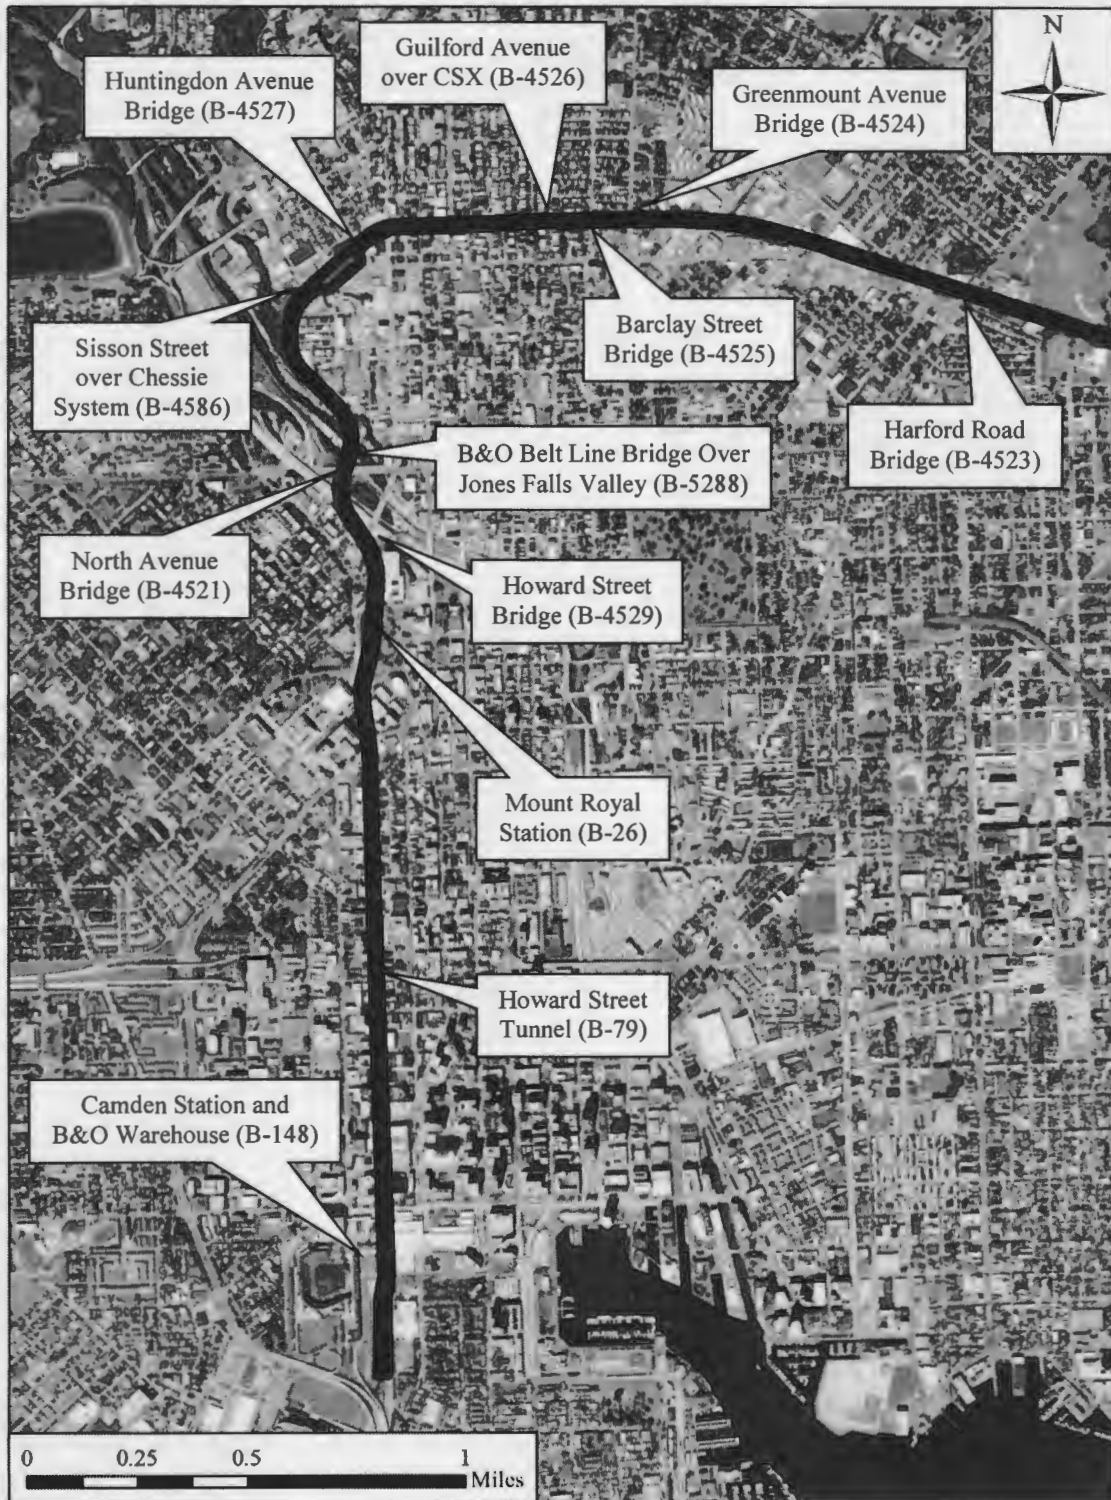 N
Guilford Avenue
over CSX (B-4526)
Huntingdon Avenue
Bridge (B-4527)
Greenmount Avenue
Bridge (B-4524)
Barclay Street
Bridge (B-4525)
Sisson Street
over Chessie
System (B-4586)
Harford Road
Bridge (B-4523)
B&O Belt Line Bridge Over
Jones Falls Valley (B-5288)
North Avenue
Bridge (B-4521)
Howard Street
Bridge (B-4529)
Mount Royal
Station (B-26)
Howard Street
Tunnel (B-79)
Camden Station and
B&O Warehouse (B-148)
0 0.25 0.5 1
Miles